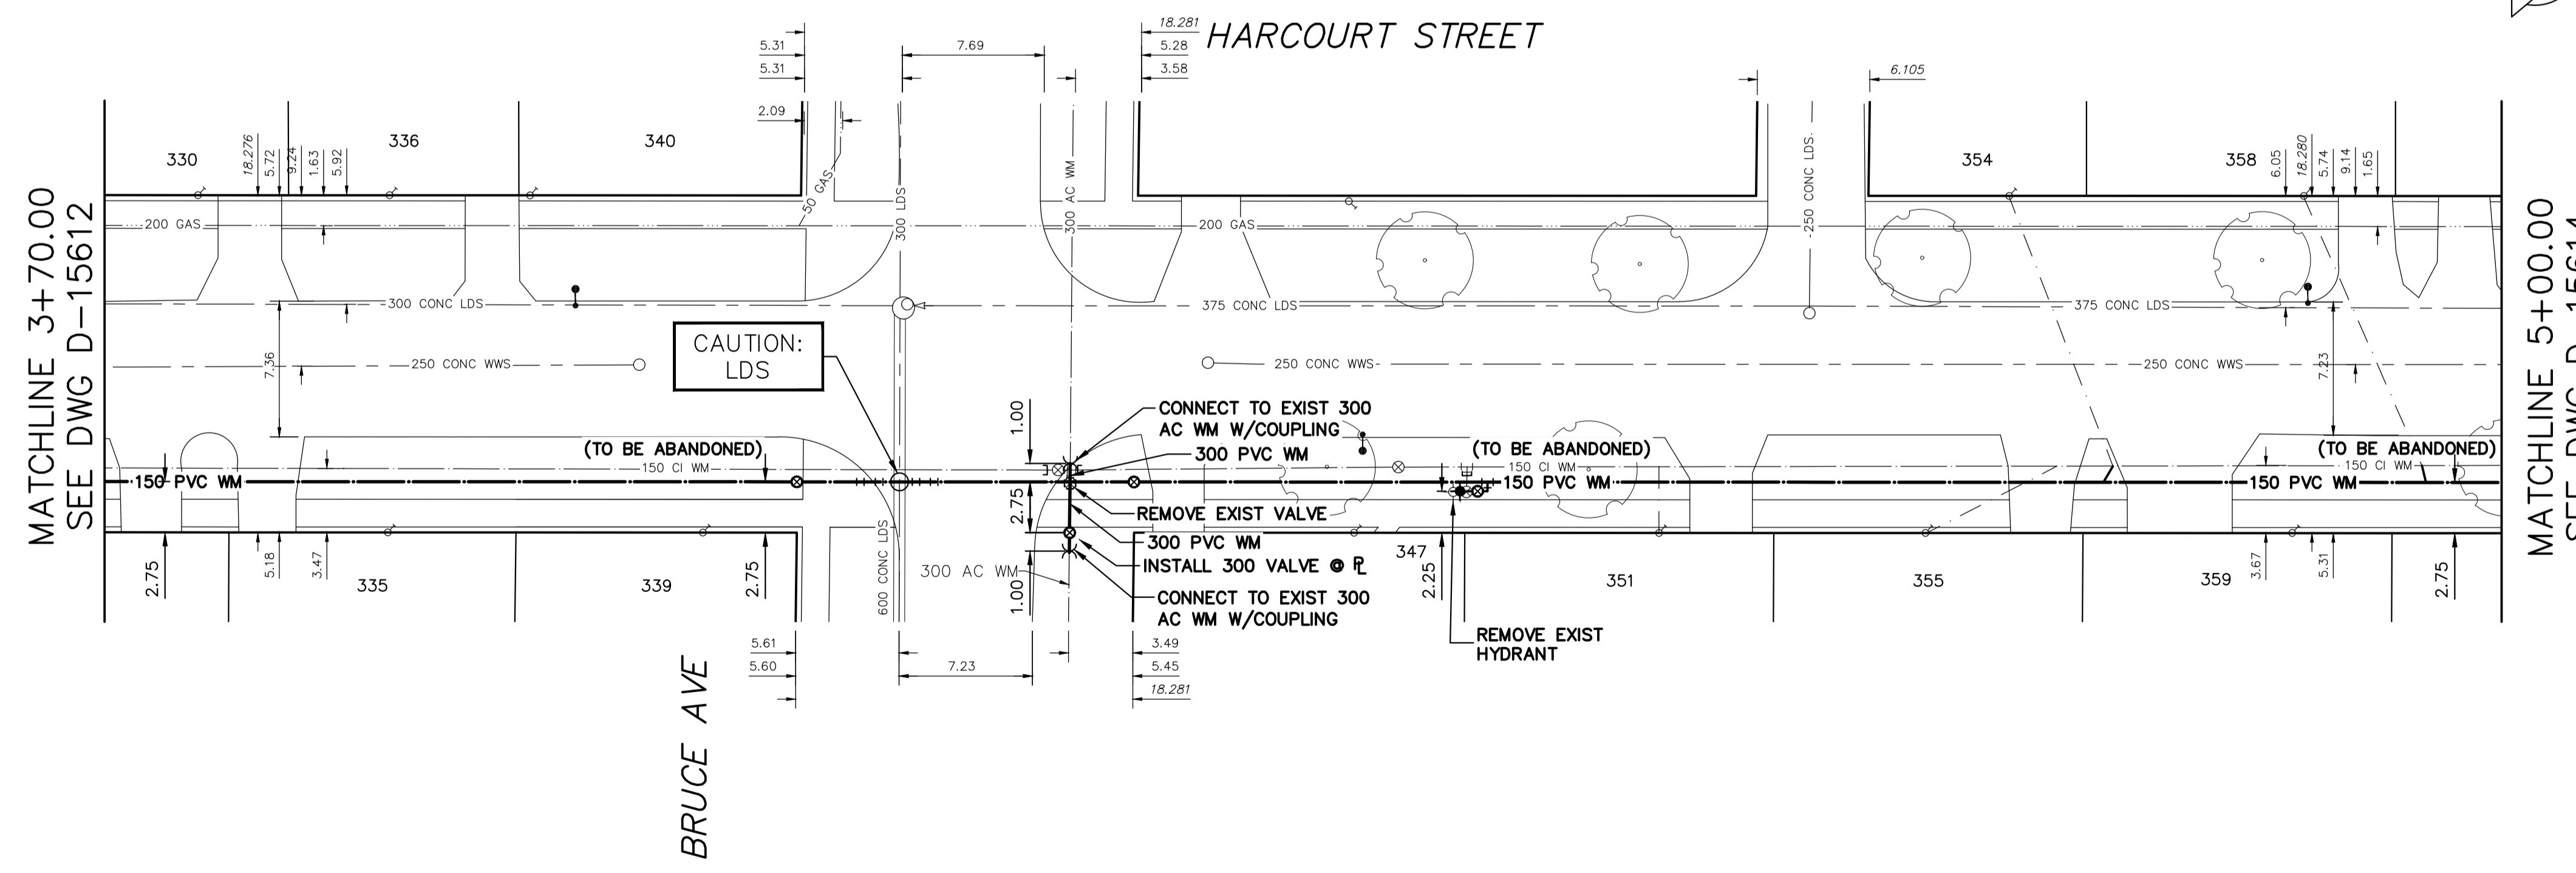 HARCOURT STREET
18.281
5.28
3.58
5.31
5.31
2.09
7.69
6.105
MATCHLINE 3+70.00
SEE DWG D-15612
330
336
340
354
358
18.276
5.72
9.24
1.63
5.92
6.05
18.280
5.74
9.14
1.65
200 GAS
50 GAS
300 LDS
300 AC WM
200 GAS
250 CONC LDS
300 CONC LDS
375 CONC LDS
375 CONC LDS
CAUTION:
LDS
7.36
250 CONC WWS
250 CONC WWS
250 CONC WWS
7.23
1.00
CONNECT TO EXIST 300
AC WM W/COUPLING
300 PVC WM
(TO BE ABANDONED)
150 CI WM
(TO BE ABANDONED)
150 CI WM
(TO BE ABANDONED)
150 CI WM
150 PVC WM
150 PVC WM
150 PVC WM
2.75
REMOVE EXIST VALVE
300 PVC WM
INSTALL 300 VALVE @ PL
CONNECT TO EXIST 300
AC WM W/COUPLING
1.00
300 AC WM
600 CONC LDS
2.75
5.18
3.47
335
339
2.75
347
2.25
351
355
359
3.67
5.31
2.75
REMOVE EXIST
HYDRANT
5.61
5.60
7.23
3.49
5.45
18.281
BRUCE AVE
MATCHLINE 5+00.00